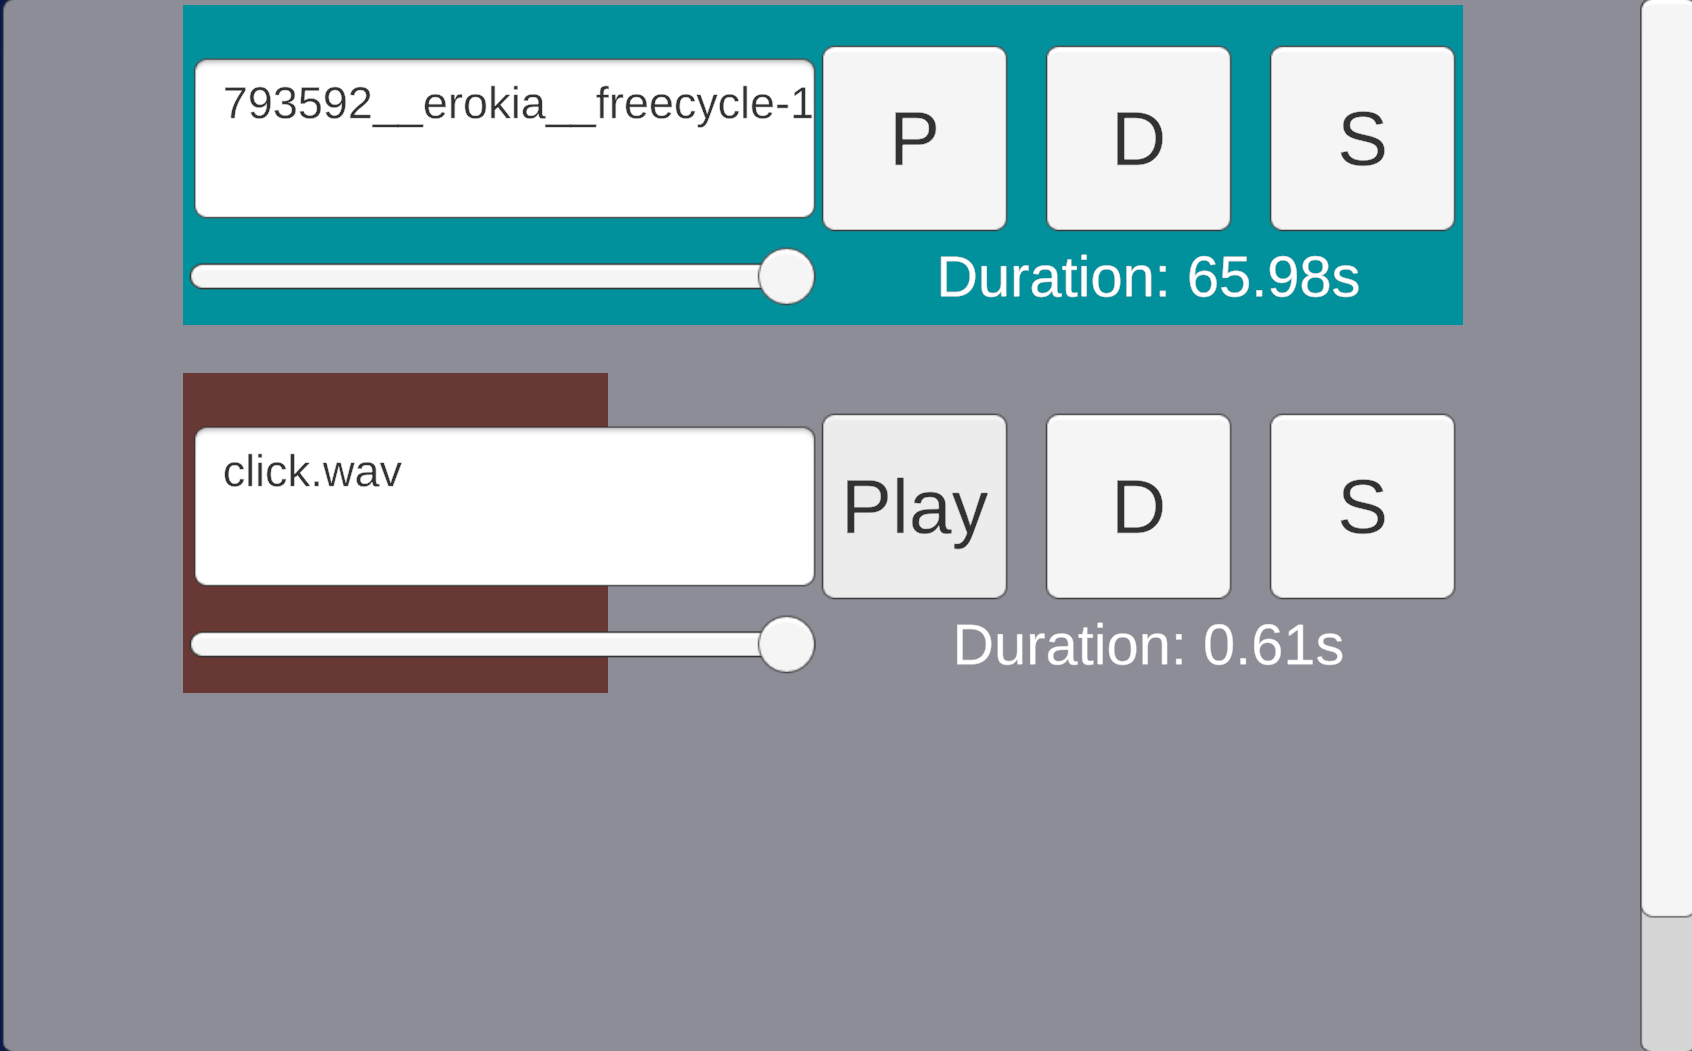 793592__erokia__freecycle-1
P
D
S
Duration: 65.98s
click.wav
Play
D
S
Duration: 0.61s